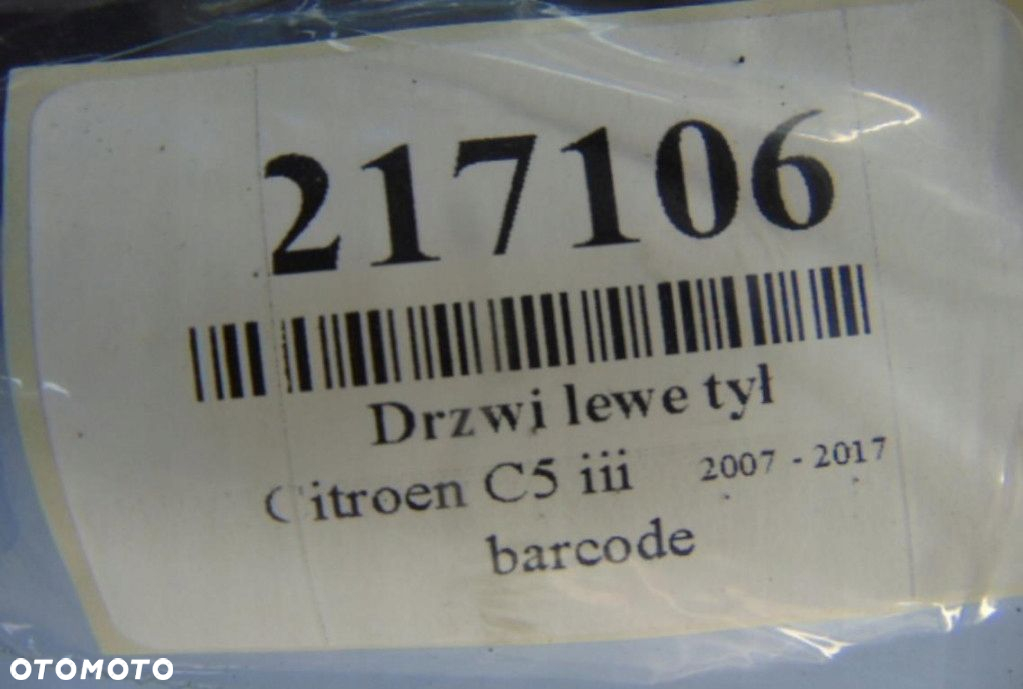 217106
Drzwi lewe tył
Citroen C5 iii 2007 - 2017
barcode
OTOMOTO